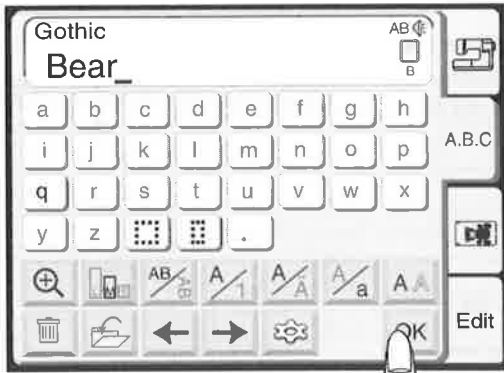 Gothic
AB
Bear_
B
a b c d e f g h
i j k l m n o p
A.B.C
q r s t u v w x
y z .
AB AB A 1 A Ä A a A A
OK
Edit